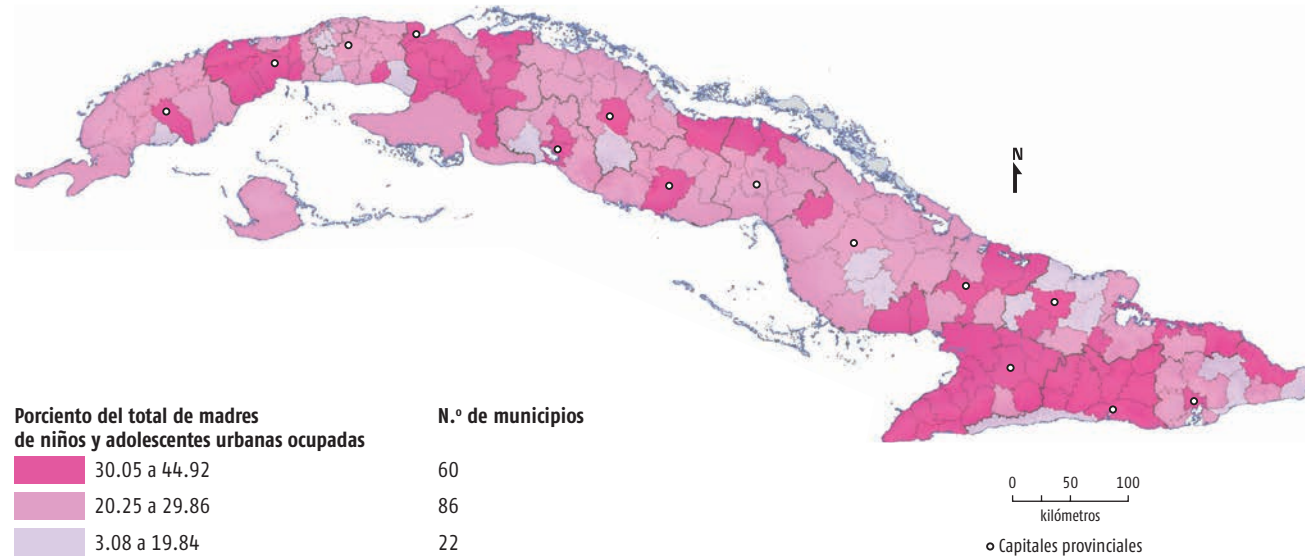 N
Porciento del total de madres
de niños y adolescentes urbanas ocupadas
N.º de municipios
30.05 a 44.92
60
20.25 a 29.86
86
3.08 a 19.84
22
0 50 100
kilómetros
Capitales provinciales